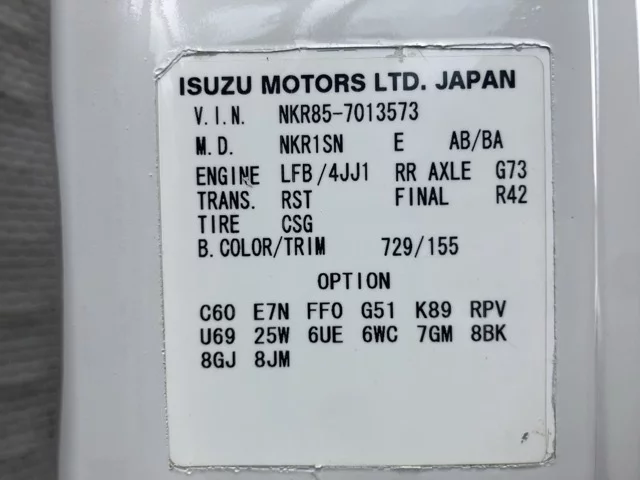 ISUZU MOTORS LTD. JAPAN
V.I.N. NKR85-7013573
M.D. NKR1SN E AB/BA
ENGINE LFB/4JJ1 RR AXLE G73
TRANS. RST FINAL R42
TIRE CSG
B.COLOR/TRIM 729/155
OPTION
C60 E7N FF0 G51 K89 RPV
U69 25W 6UE 6WC 7GM 8BK
8GJ 8JM